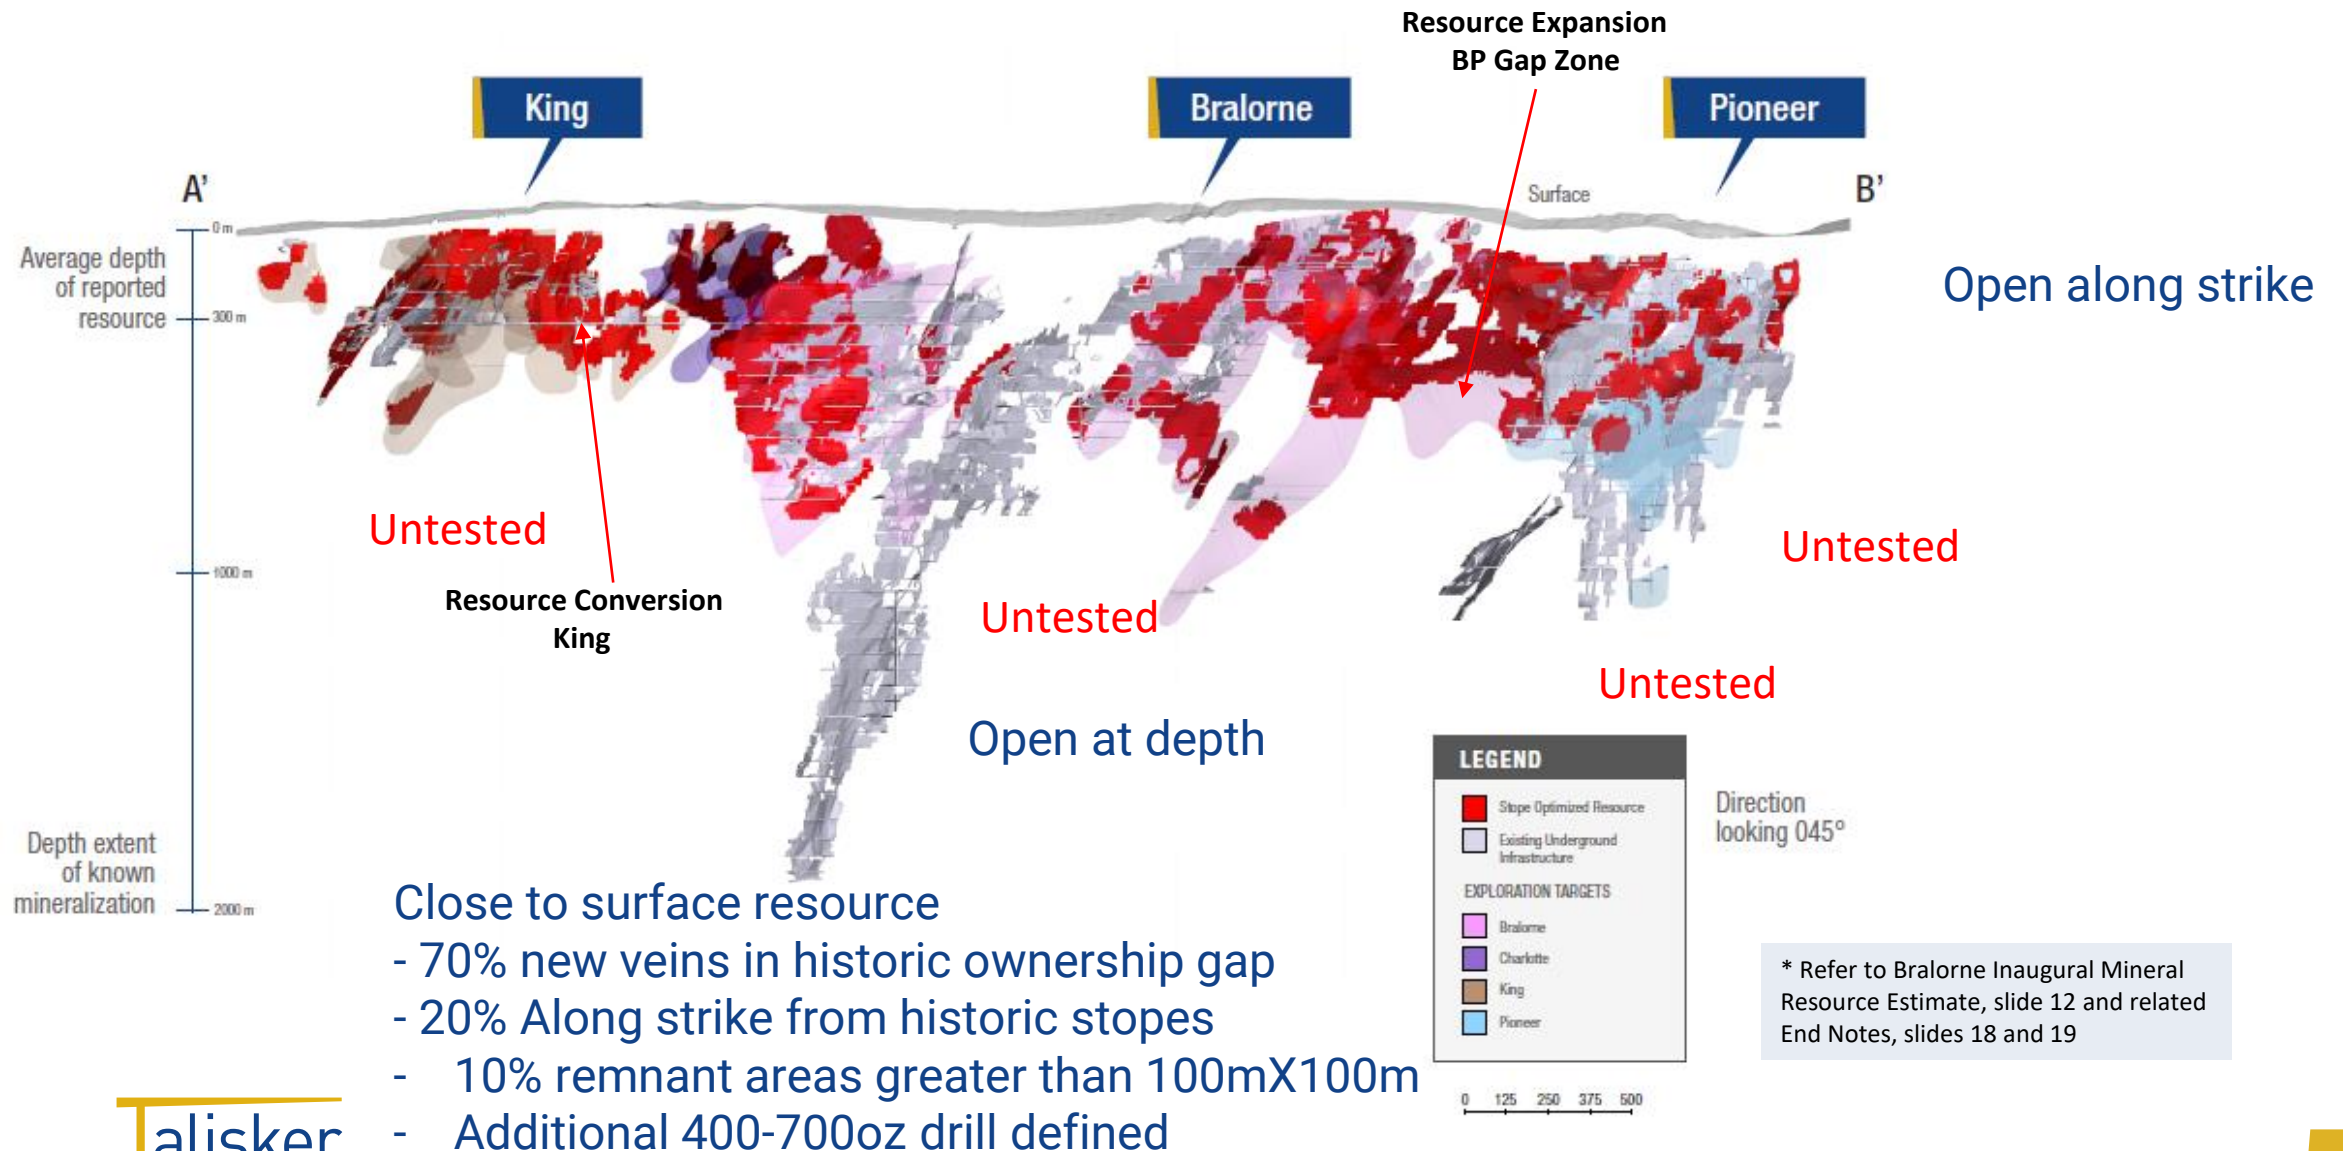 Resource Expansion
BP Gap Zone
King
Bralorne
Pioneer
A’
B’
Surface
0 m
Average depth
of reported
resource
300 m
Open along strike
Untested
Untested
1000 m
Resource Conversion
King
Untested
Untested
Open at depth
LEGEND
Stope Optimized Resource
Existing Underground
Infrastructure
EXPLORATION TARGETS
Bralorne
Charlotte
King
Pioneer
Direction
looking 045°
Depth extent
of known
mineralization
2000 m
Close to surface resource
- 70% new veins in historic ownership gap
- 20% Along strike from historic stopes
- 10% remnant areas greater than 100mX100m
- Additional 400-700oz drill defined
* Refer to Bralorne Inaugural Mineral
Resource Estimate, slide 12 and related
End Notes, slides 18 and 19
0 125 250 375 500
Talisker